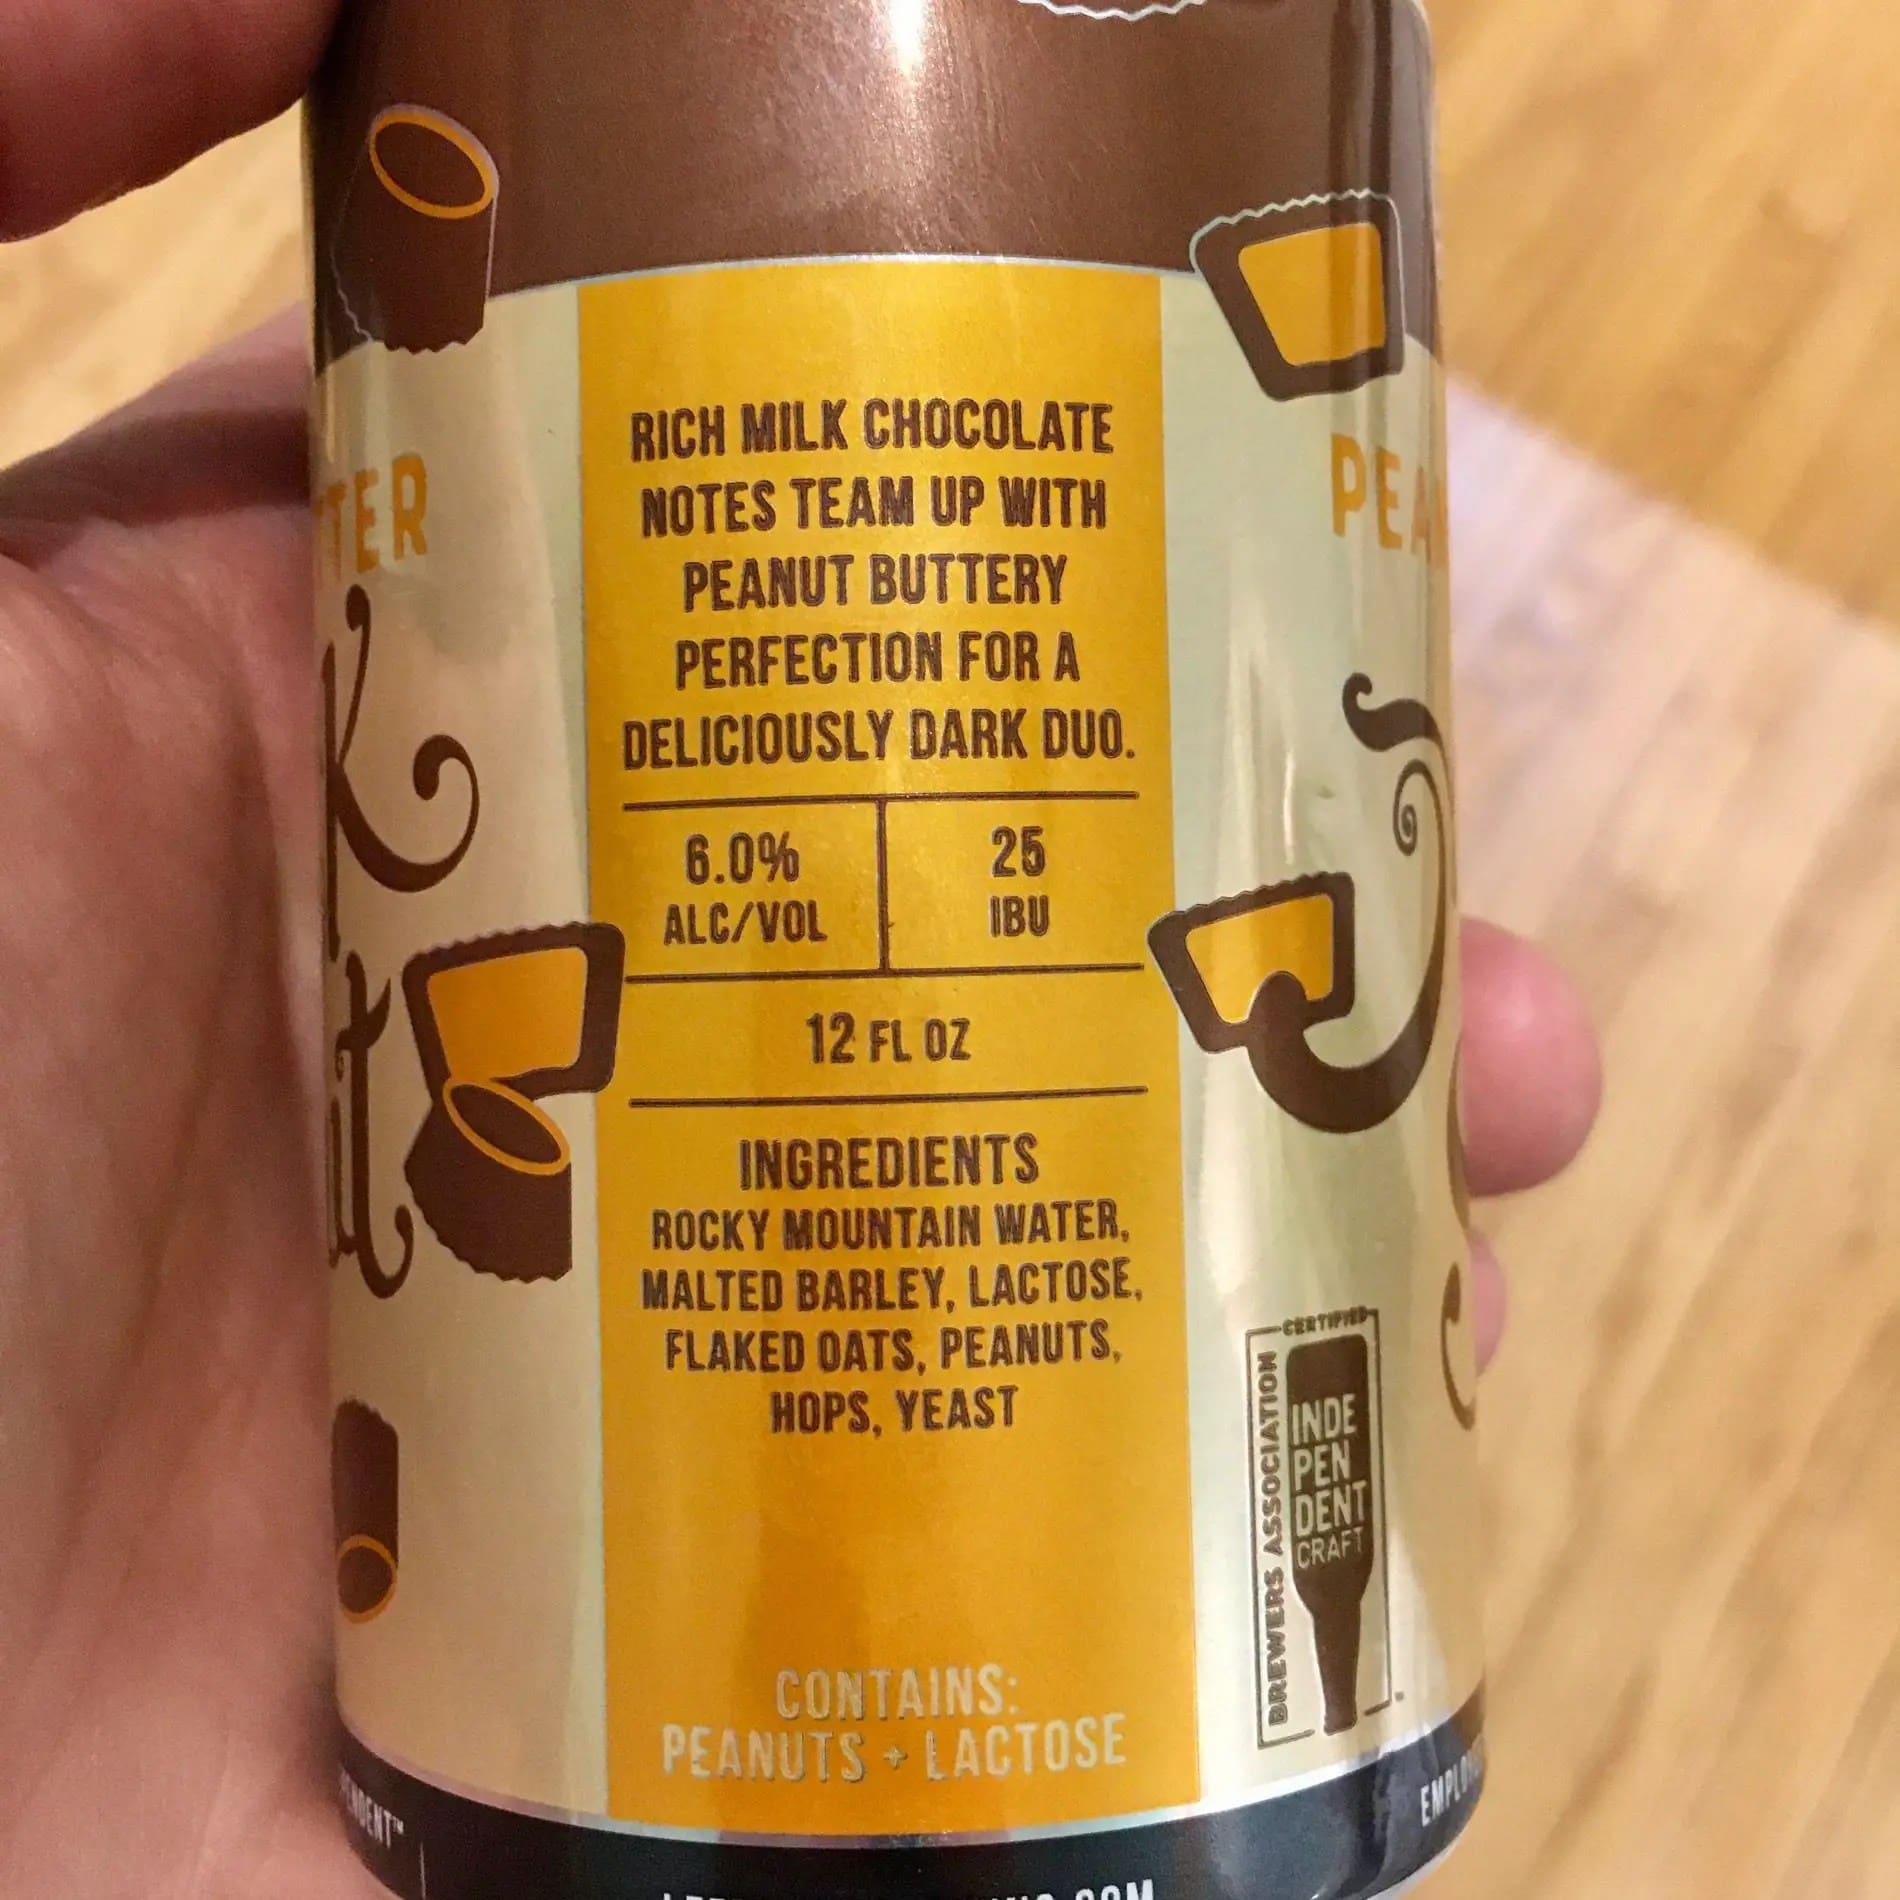 RICH MILK CHOCOLATE
NOTES TEAM UP WITH
PEANUT BUTTERY
PERFECTION FOR A
DELICIOUSLY DARK DUO.
6.0%
ALC/VOL
25
IBU
12 FL OZ
INGREDIENTS
ROCKY MOUNTAIN WATER,
MALTED BARLEY, LACTOSE,
FLAKED OATS, PEANUTS,
HOPS, YEAST
CONTAINS:
PEANUTS + LACTOSE
CERTIFIED
BREWERS ASSOCIATION
INDE
PEN
DENT
CRAFT
™